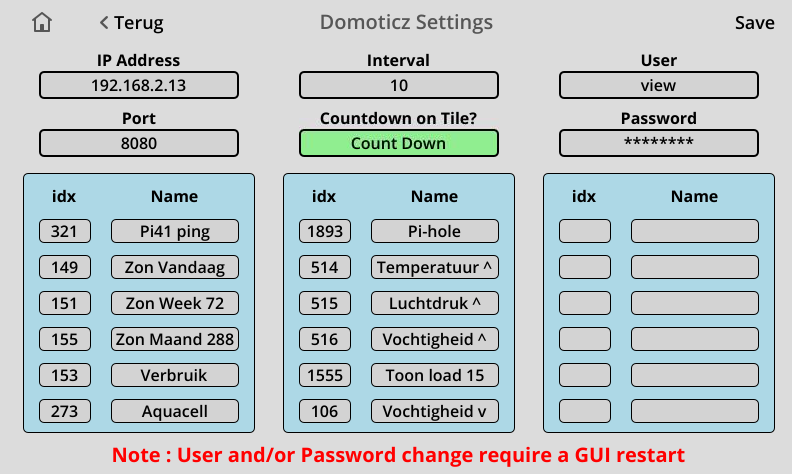 < Terug Domoticz Settings Save
IP Address Interval User
192.168.2.13 10 view
Port Countdown on Tile? Password
8080 Count Down ********
idx Name idx Name idx Name
321 Pi41 ping 1893 Pi-hole
149 Zon Vandaag 514 Temperatuur ^
151 Zon Week 72 515 Luchtdruk ^
155 Zon Maand 288 516 Vochtigheid ^
153 Verbruik 1555 Toon load 15
273 Aquacell 106 Vochtigheid v
Note : User and/or Password change require a GUI restart